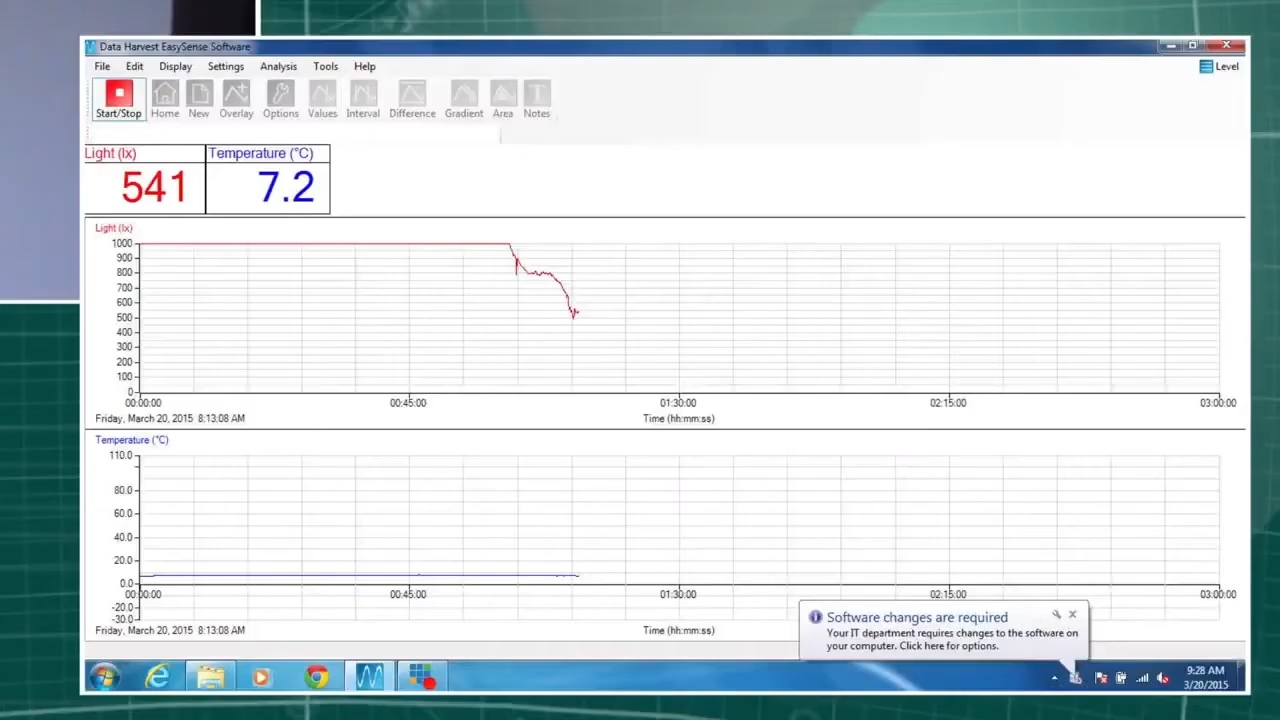 Data Harvest EasySense Software
File Edit Display Settings Analysis Tools Help
Level
Start/Stop Home New Overlay Options Values Interval Difference Gradient Area Notes
Light (lx) Temperature (°C)
541 7.2
Light (lx)
1000
900
800
700
600
500
400
300
200
100
0
00:00:00 00:45:00 01:30:00 02:15:00 03:00:00
Friday, March 20, 2015 8:13:08 AM Time (hh:mm:ss)
Temperature (°C)
110.0
80.0
60.0
40.0
20.0
0.0
00:00:00 00:45:00 01:30:00 02:15:00 03:00:00
-20.0
-30.0
Friday, March 20, 2015 8:13:08 AM Time (hh:mm:ss)
Software changes are required
Your IT department requires changes to the software on
your computer. Click here for options.
9:28 AM
3/20/2015